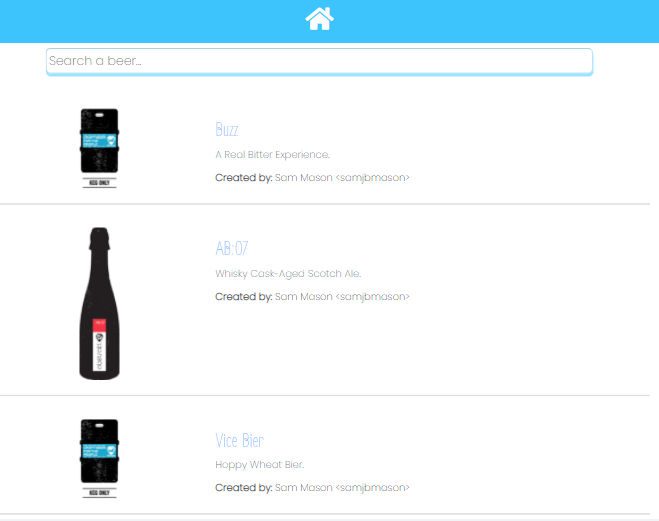 Search a beer...
Buzz
A Real Bitter Experience.
Created by: Sam Mason <samjbmason>
KEG ONLY
AB:07
Whisky Cask-Aged Scotch Ale.
Created by: Sam Mason <samjbmason>
Vice Bier
Hoppy Wheat Bier.
Created by: Sam Mason <samjbmason>
KEG ONLY